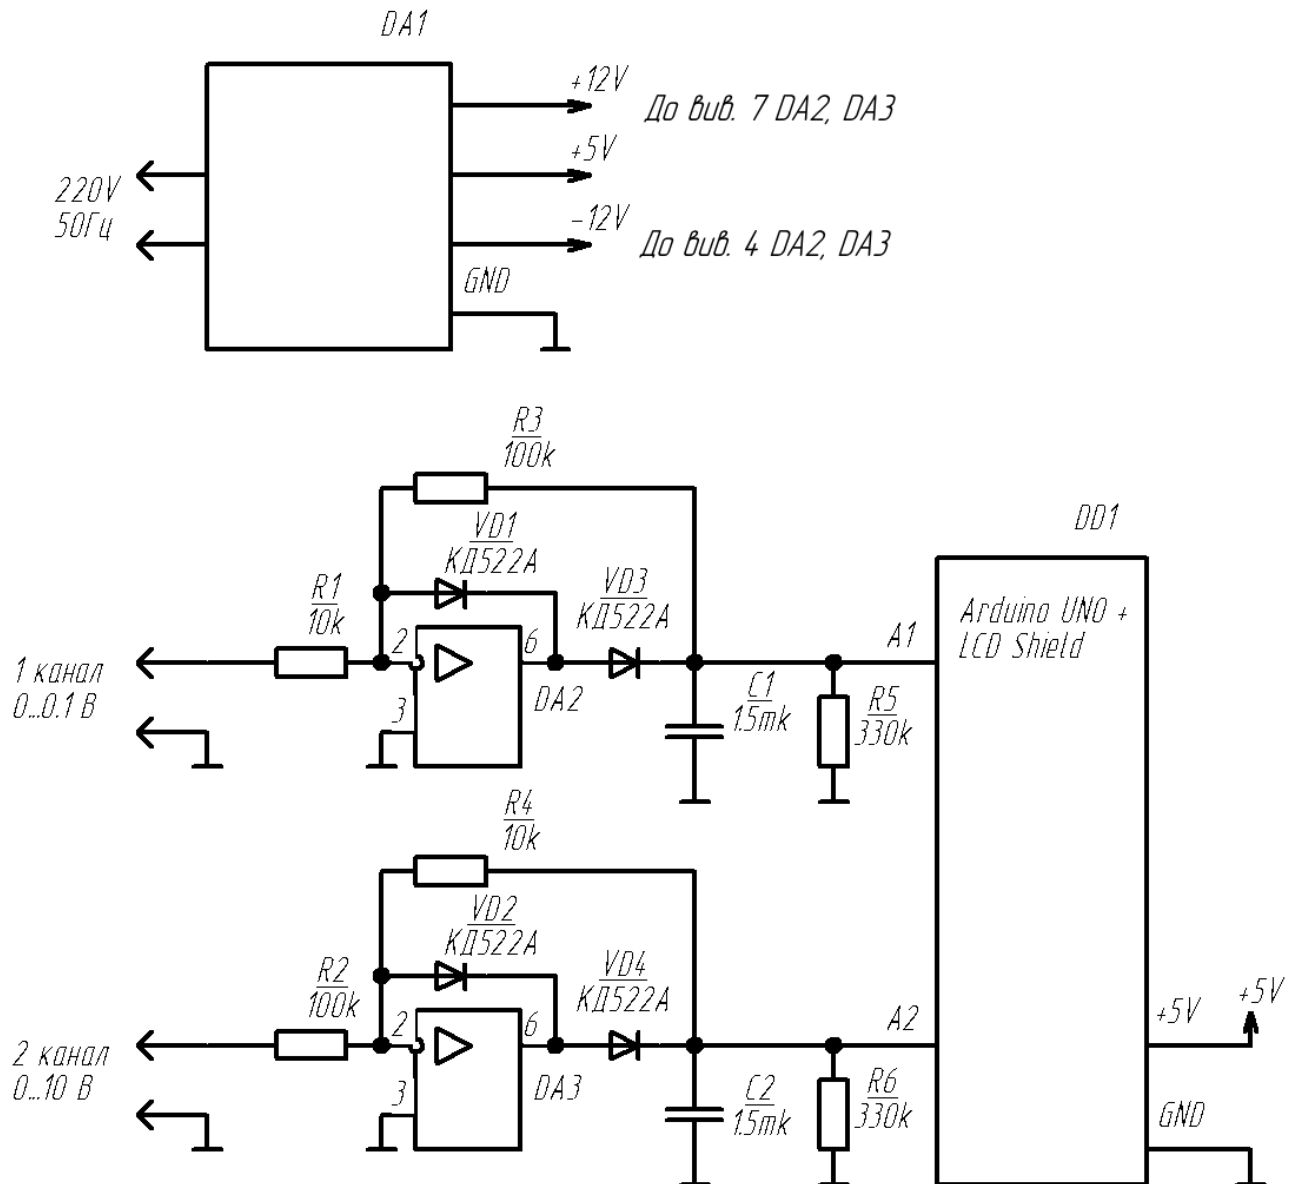 DA1
+12V
До вив. 7 DA2, DA3
+5V
220V
50Гц
-12V
До вив. 4 DA2, DA3
GND
R3
100k
VD1
КД522А
DD1
R1
10k
VD3
КД522А
Arduino UNO +
LCD Shield
2
6
A1
1 канал
0...0.1 В
3
DA2
C1
1.5mk
R5
330k
R4
10k
VD2
КД522А
R2
100k
VD4
КД522А
2
6
A2
+5V
+5V
2 канал
0...10 В
3
DA3
C2
1.5mk
R6
330k
GND